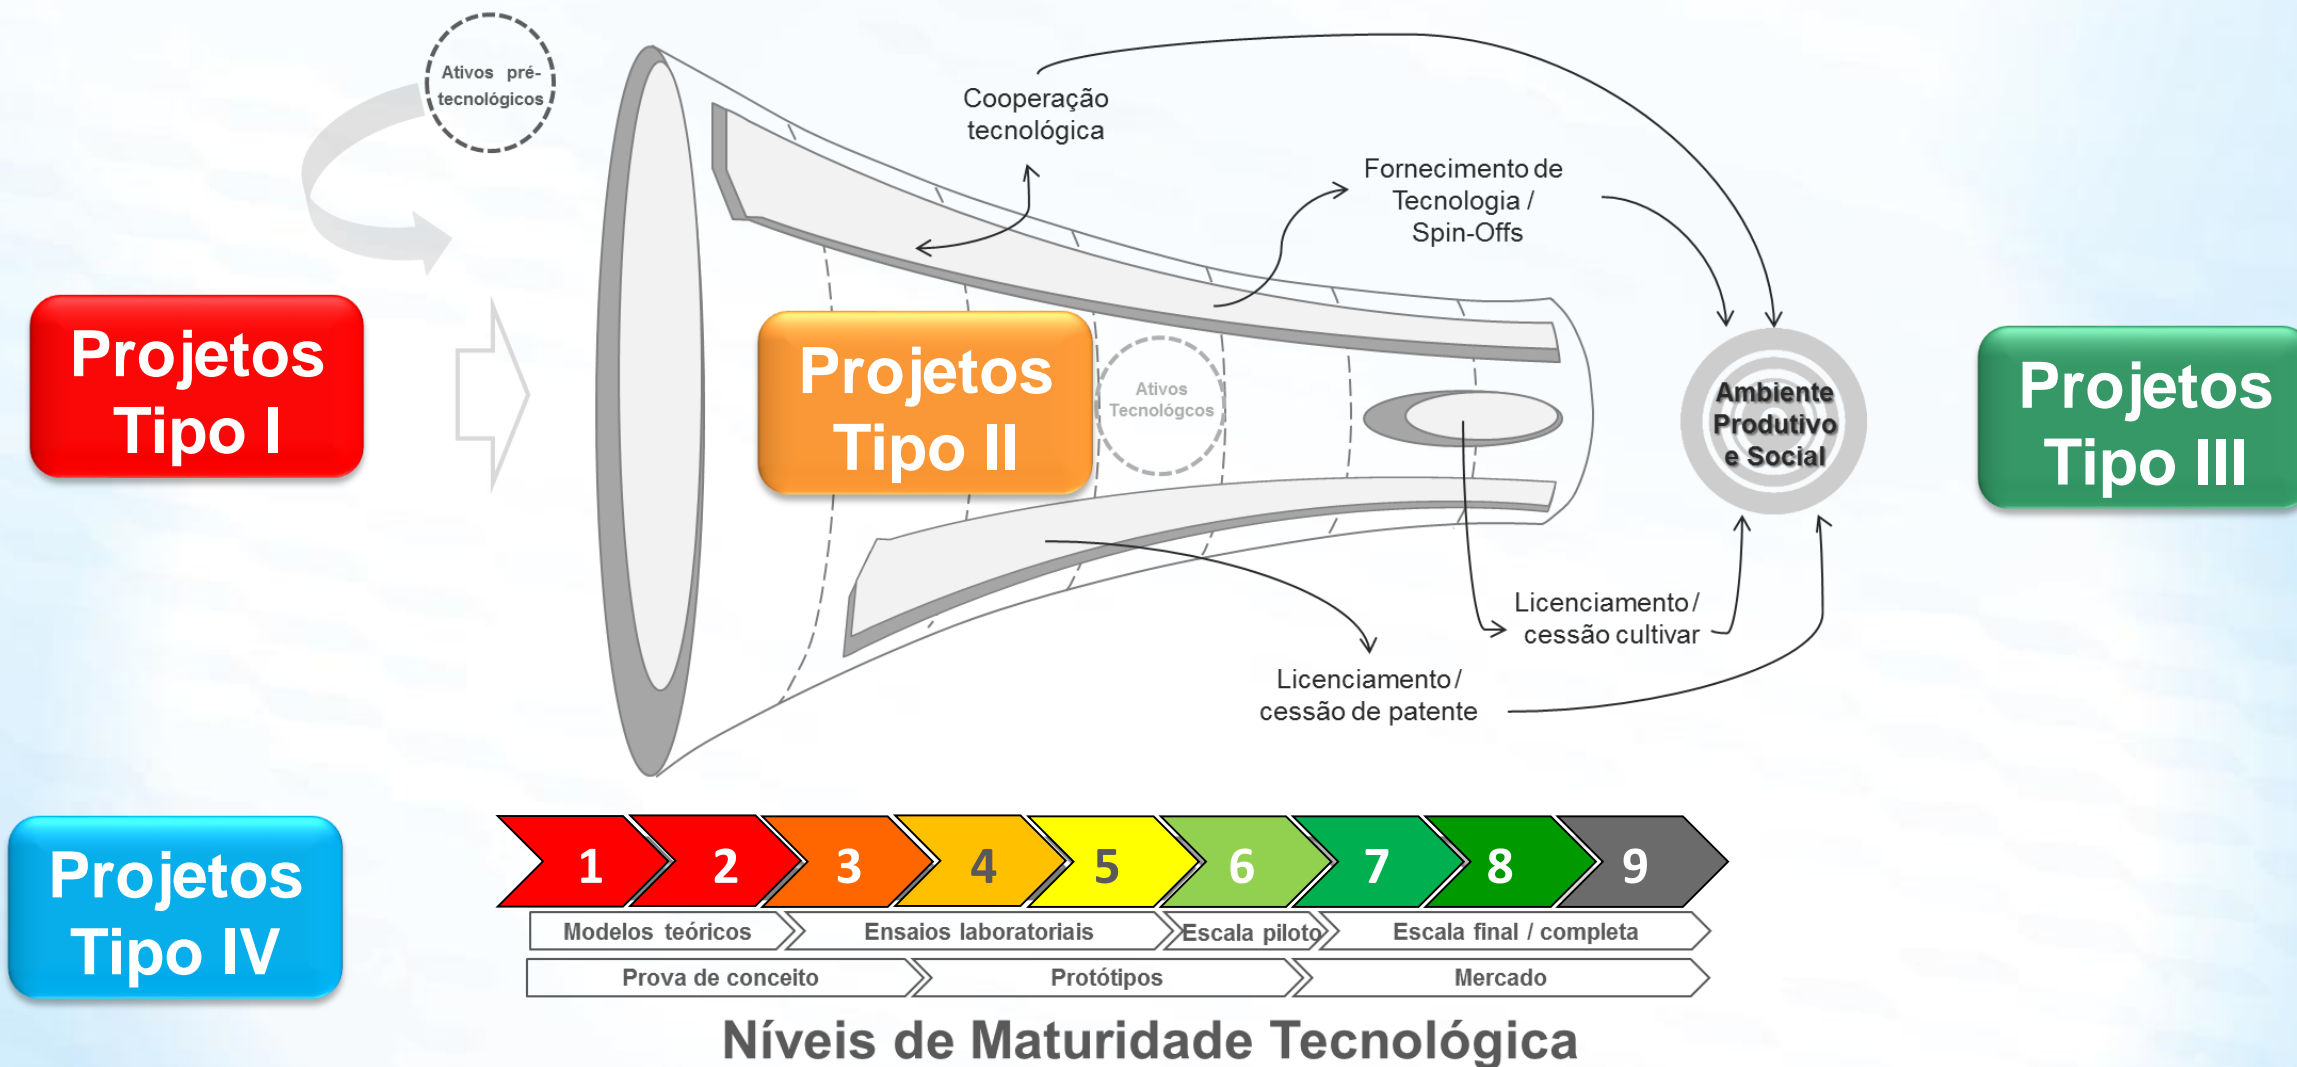 Ativos pré-
tecnológicos
Cooperação
tecnológica
Fornecimento de
Tecnologia /
Spin-Offs
Projetos
Tipo I
Projetos
Tipo II
Ativos
Tecnológcos
Ambiente
Produtivo
e Social
Projetos
Tipo III
Licenciamento /
cessão cultivar
Licenciamento /
cessão de patente
Projetos
Tipo IV
1 2 3 4 5 6 7 8 9
Modelos teóricos Ensaios laboratoriais Escala piloto Escala final / completa
Prova de conceito Protótipos Mercado
Níveis de Maturidade Tecnológica